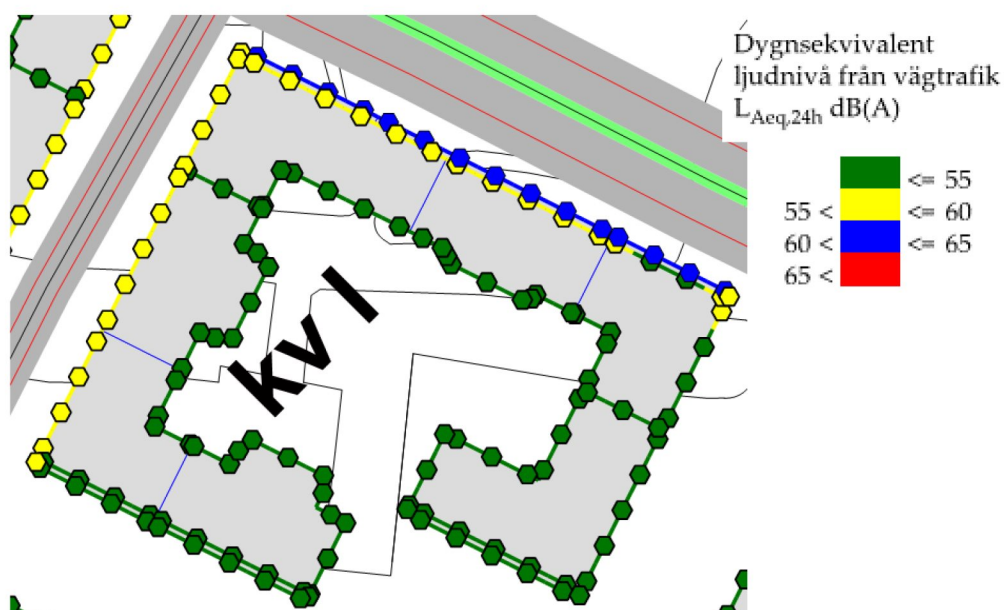 Dygnsekvivalent
ljudnivå från vägtrafik
LAeq,24h dB(A)
<= 55
55 < <= 60
60 < <= 65
65 <
kv I